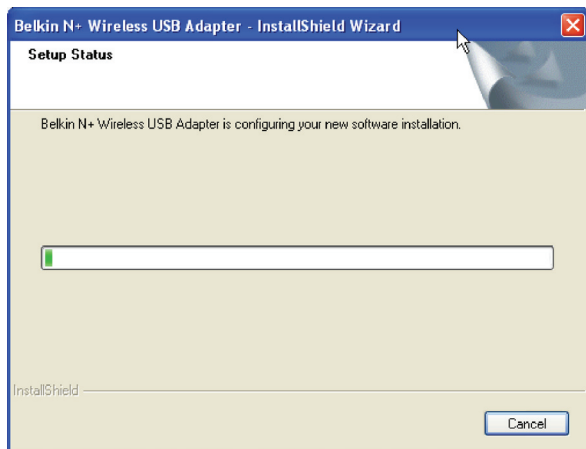 Belkin N+ Wireless USB Adapter - InstallShield Wizard
Setup Status
Belkin N+ Wireless USB Adapter is configuring your new software installation.
InstallShield
Cancel